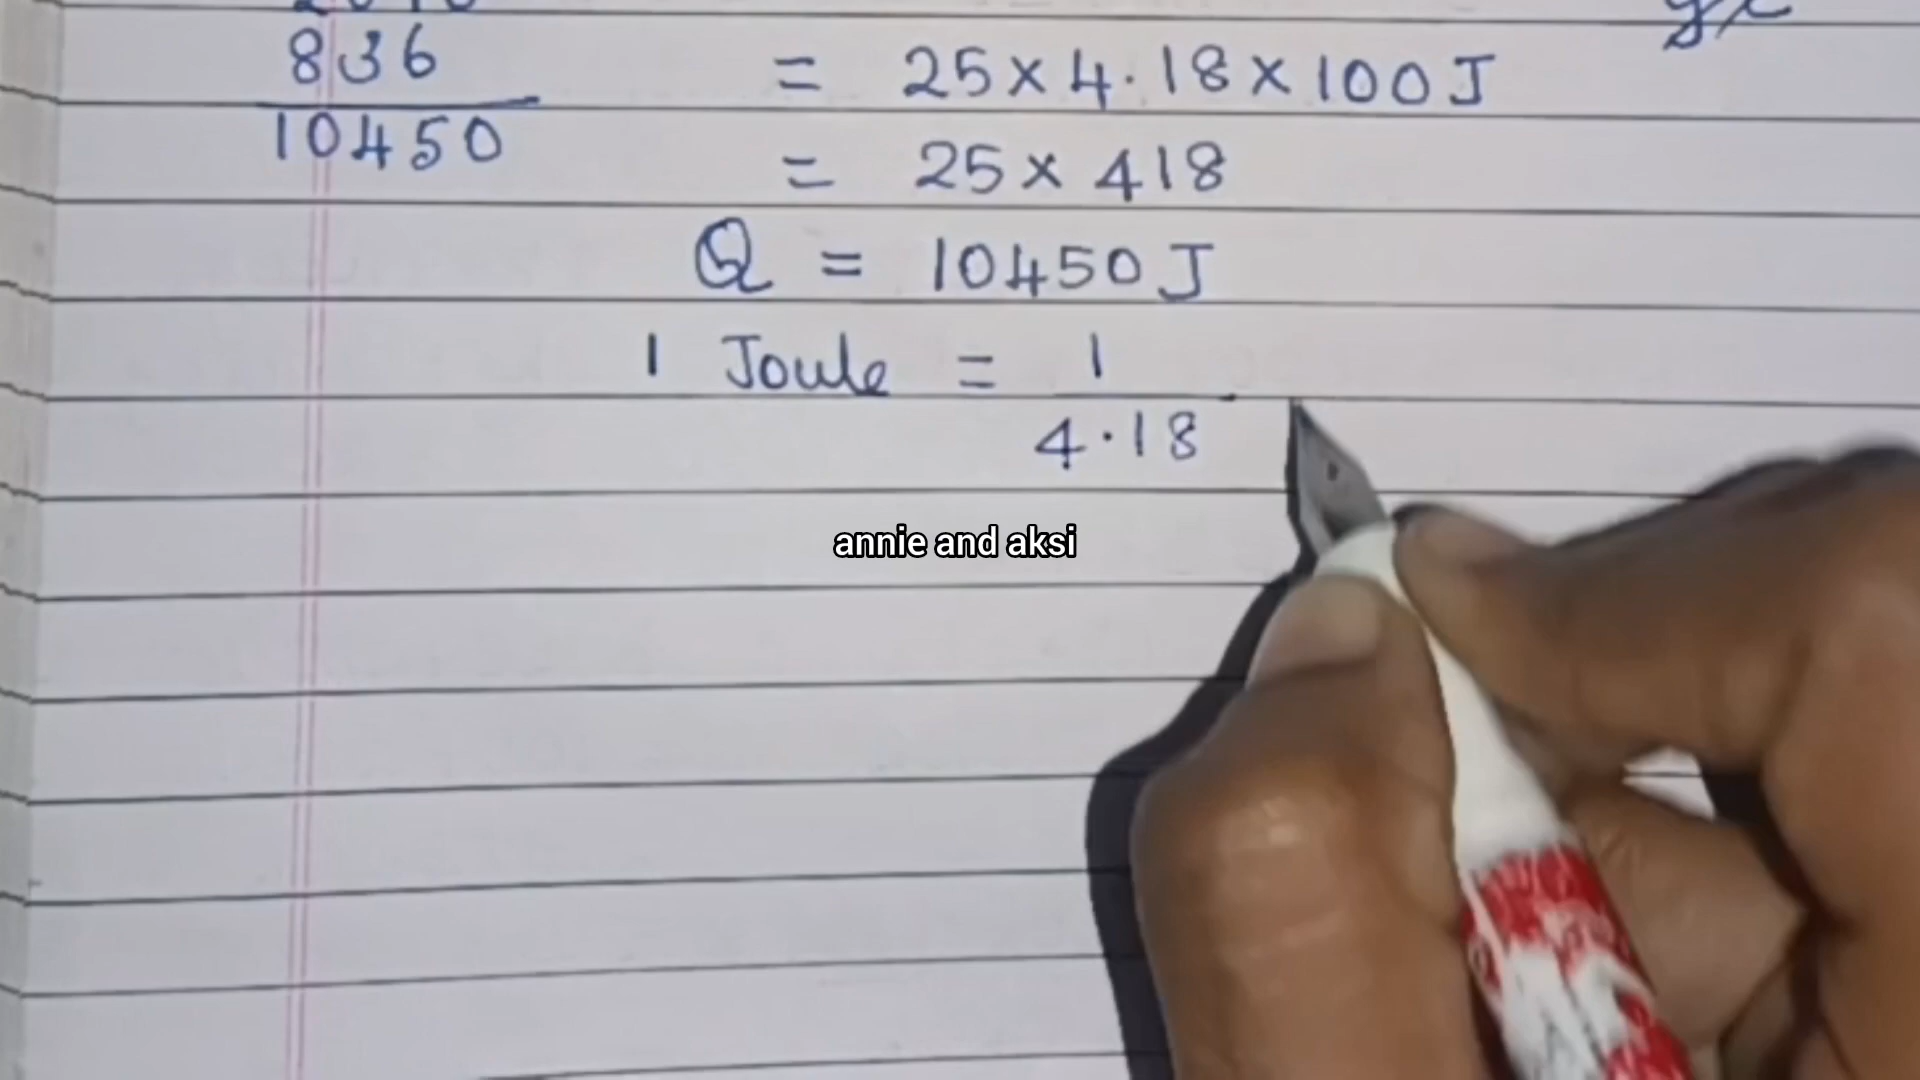 836
10450
= 25 × 4.18 × 100 J
= 25 × 418
Q = 10450 J
1 Joule = 1
4.18
annie and aksi